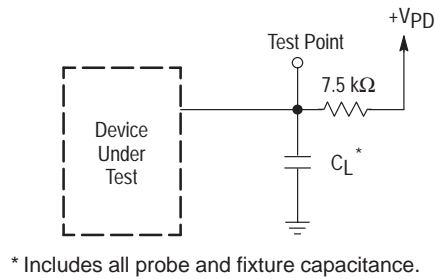 +VPD
Test Point
7.5 kΩ
Device
Under
Test
CL*
* Includes all probe and fixture capacitance.